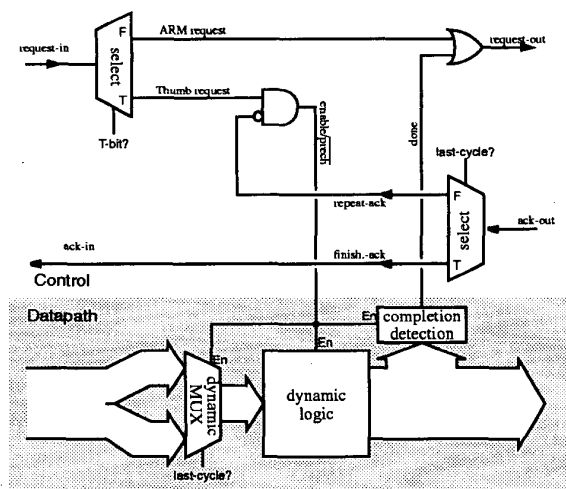 ARM request
F
request-in
select
request-out
Thumb request
T
T-bit?
enable/prech
done
last-cycle?
F
repeat-ack
select
ack-out
ack-in
finish.-ack
T
Control
Datapath
En
completion
detection
En
En
dynamic
MUX
dynamic
logic
last-cycle?